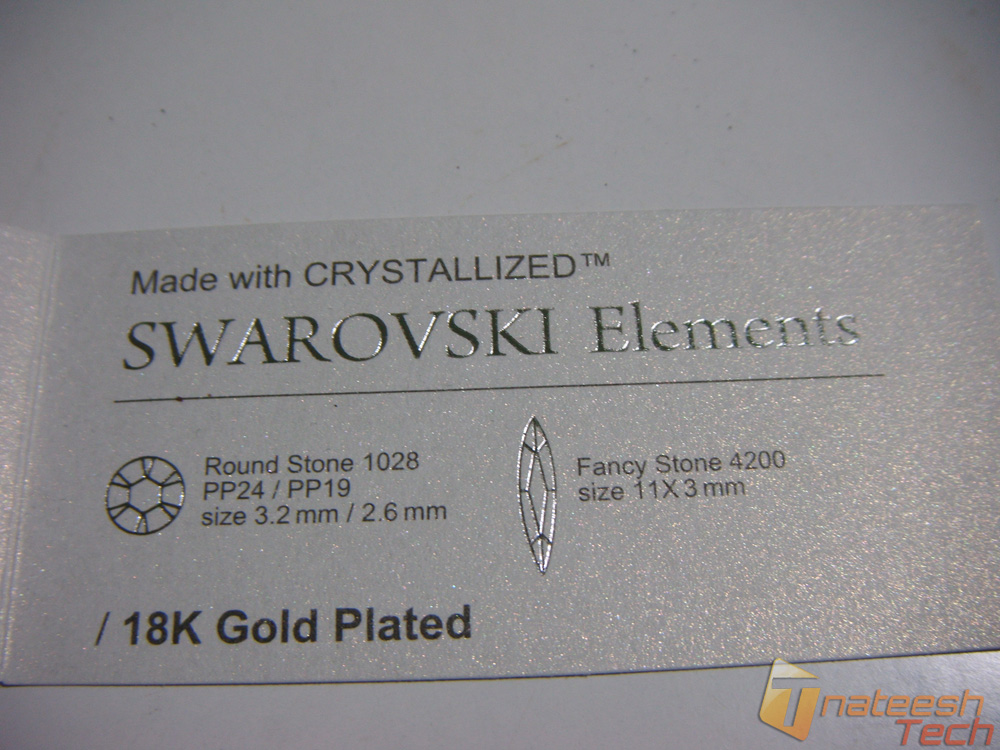 Made with CRYSTALLIZED™
SWAROVSKI Elements
Round Stone 1028
PP24 / PP19
size 3.2 mm / 2.6 mm
Fancy Stone 4200
size 11X3 mm
/ 18K Gold Plated
Tnateesh
Tech